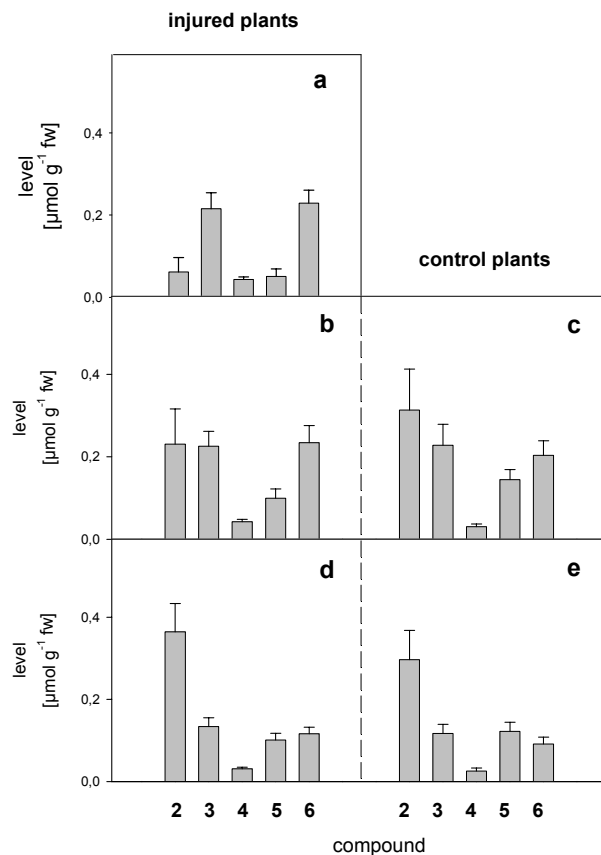 injured plants
a
0,4
0,2
0,0
level
[µmol g-1 fw]
control plants
b
c
0,4
0,2
0,0
level
[µmol g-1 fw]
d
e
0,4
0,2
0,0
level
[µmol g-1 fw]
2 3 4 5 6
2 3 4 5 6
compound